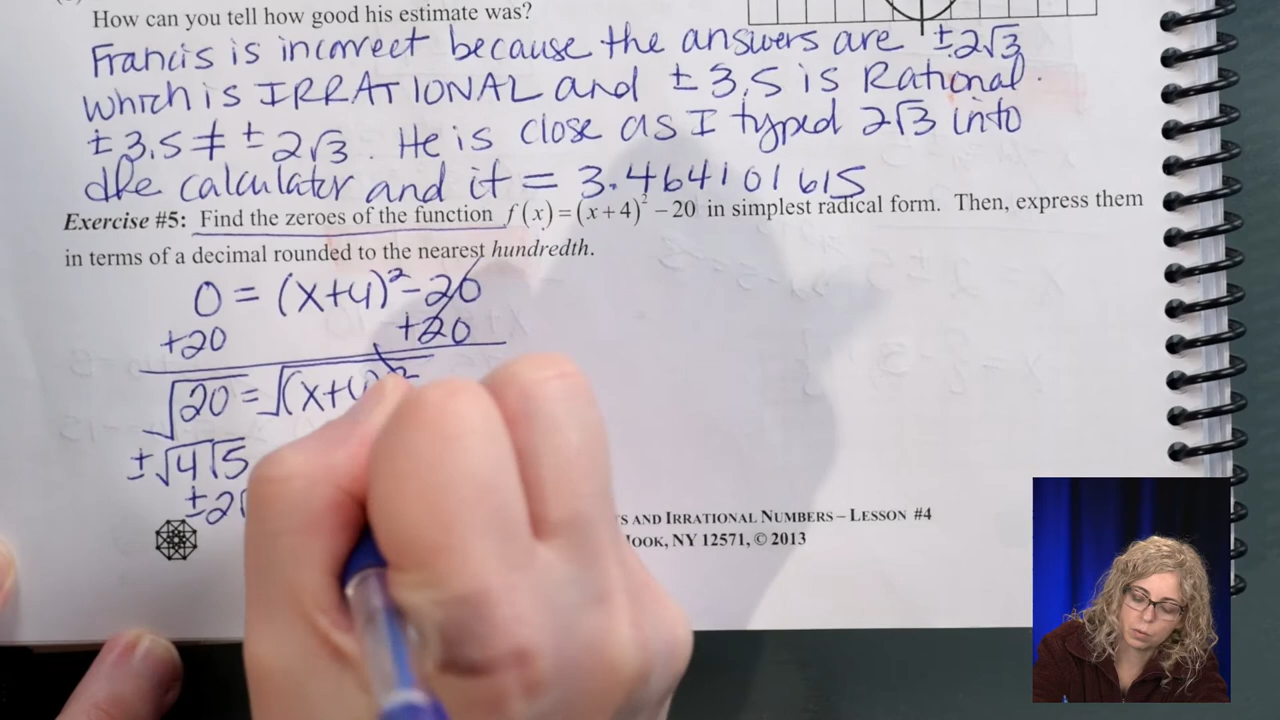 How can you tell how good his estimate was?
Francis is incorrect because the answers are ±2√3
which is IRRATIONAL and ±3.5 is Rational.
±3.5 ≠ ±2√3. He is close as I typed 2√3 into
the calculater and it = 3.464101615
Exercise #5: Find the zeroes of the function f(x)=(x+4)²−20 in simplest radical form. Then, express them
in terms of a decimal rounded to the nearest hundredth.
0 = (x+4)²-20
+20 +20
√20 = √(x+4)²
±√4√5
±2
AND IRRATIONAL NUMBERS – LESSON #4
NY 12571, © 2013